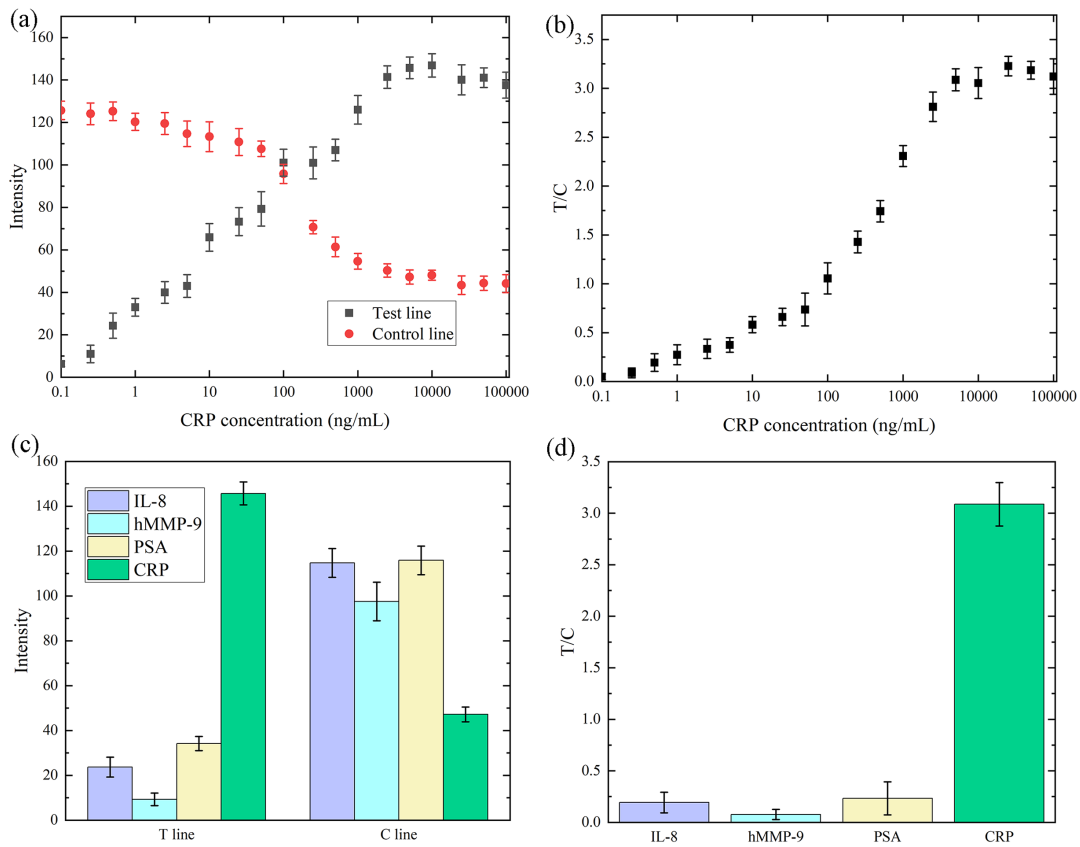 (a)
160
140
120
100
80
60
40
20
0
Intensity
Test line
Control line
0.1
1
10
100
1000
10000
100000
CRP concentration (ng/mL)
(b)
3.5
3.0
2.5
2.0
1.5
1.0
0.5
0.0
T/C
0.1
1
10
100
1000
10000
100000
CRP concentration (ng/mL)
(c)
160
140
120
100
80
60
40
20
0
Intensity
IL-8
hMMP-9
PSA
CRP
T line
C line
(d)
3.5
3.0
2.5
2.0
1.5
1.0
0.5
0.0
T/C
IL-8
hMMP-9
PSA
CRP